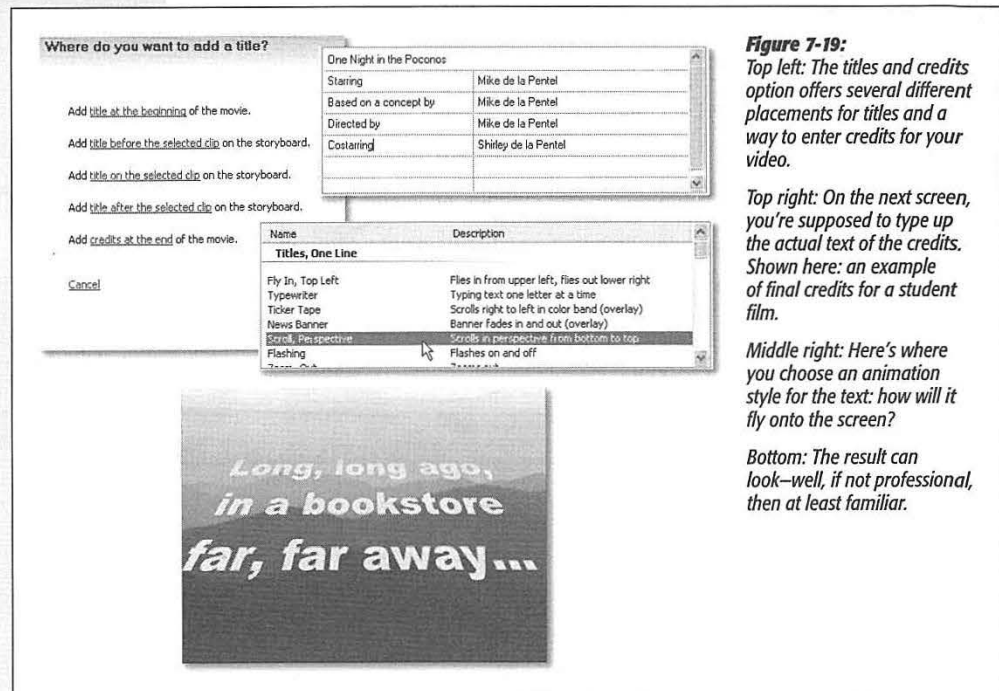 Where do you want to add a title?
Add title at the beginning of the movie.
Add title before the selected clip on the storyboard.
Add title on the selected clip on the storyboard.
Add title after the selected clip on the storyboard.
Add credits at the end of the movie.
Cancel
One Night in the Poconos
Starring Mike de la Pentel
Based on a concept by Mike de la Pentel
Directed by Mike de la Pentel
Costarring Shirley de la Pentel
Name Description
Titles, One Line
Fly In, Top Left Flies in from upper left, flies out lower right
Typewriter Typing text one letter at a time
Ticker Tape Scrolls right to left in color band (overlay)
News Banner Banner fades in and out (overlay)
Scroll, Perspective Scrolls in perspective from bottom to top
Flashing Flashes on and off
Long, long ago,
in a bookstore
far, far away...
Figure 7-19:
Top left: The titles and credits
option offers several different
placements for titles and a
way to enter credits for your
video.
Top right: On the next screen,
you're supposed to type up
the actual text of the credits.
Shown here: an example
of final credits for a student
film.
Middle right: Here's where
you choose an animation
style for the text: how will it
fly onto the screen?
Bottom: The result can
look—well, if not professional,
then at least familiar.